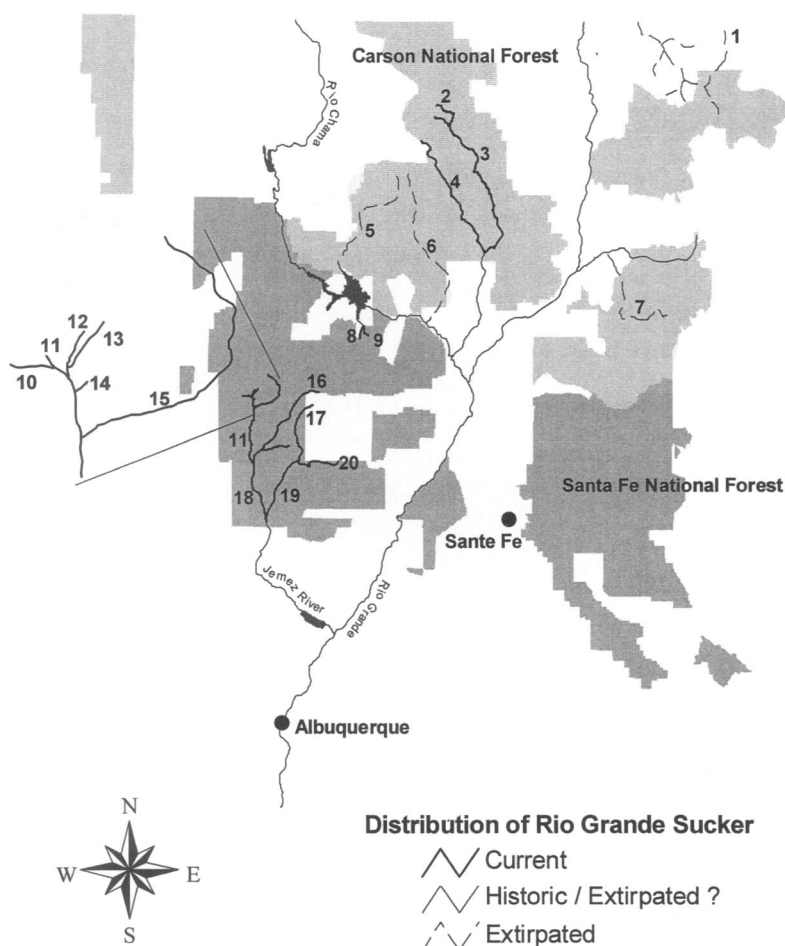 1
Carson National Forest
Rio Chama
2
3
4
5
6
7
8
9
12
13
11
10
14
15
16
17
11
20
18
19
Santa Fe National Forest
Sante Fe
Jemez River
Rio Grande
Albuquerque
N
W
E
S
Distribution of Rio Grande Sucker
Current
Historic / Extirpated ?
Extirpated